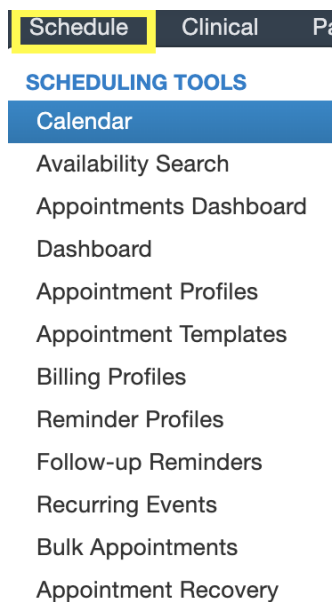 Schedule Clinical Pa
SCHEDULING TOOLS
Calendar
Availability Search
Appointments Dashboard
Dashboard
Appointment Profiles
Appointment Templates
Billing Profiles
Reminder Profiles
Follow-up Reminders
Recurring Events
Bulk Appointments
Appointment Recovery